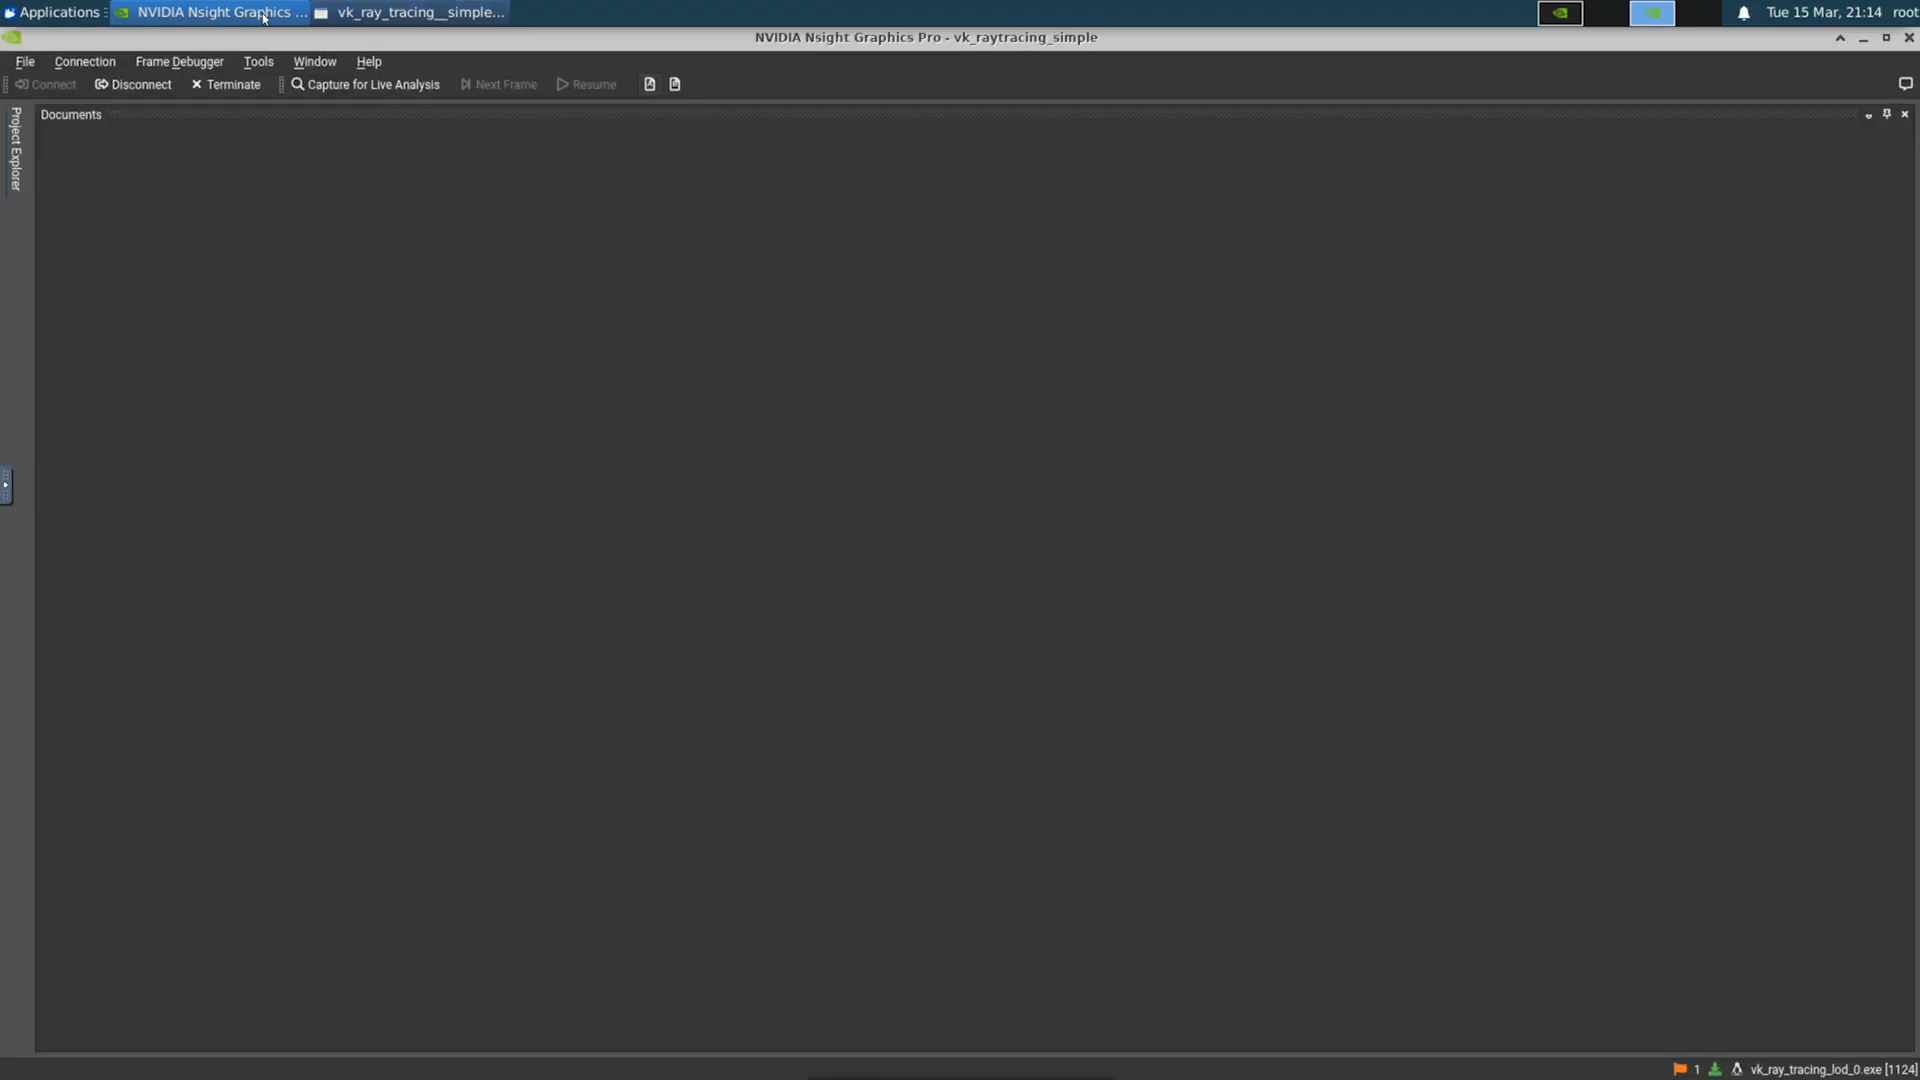 Applications
NVIDIA Nsight Graphics ...
vk_ray_tracing__simple...
Tue 15 Mar, 21:14
root
NVIDIA Nsight Graphics Pro - vk_raytracing_simple
File
Connection
Frame Debugger
Tools
Window
Help
Connect
Disconnect
Terminate
Capture for Live Analysis
Next Frame
Resume
Project Explorer
Documents
1
vk_ray_tracing_lod_0.exe [1124]